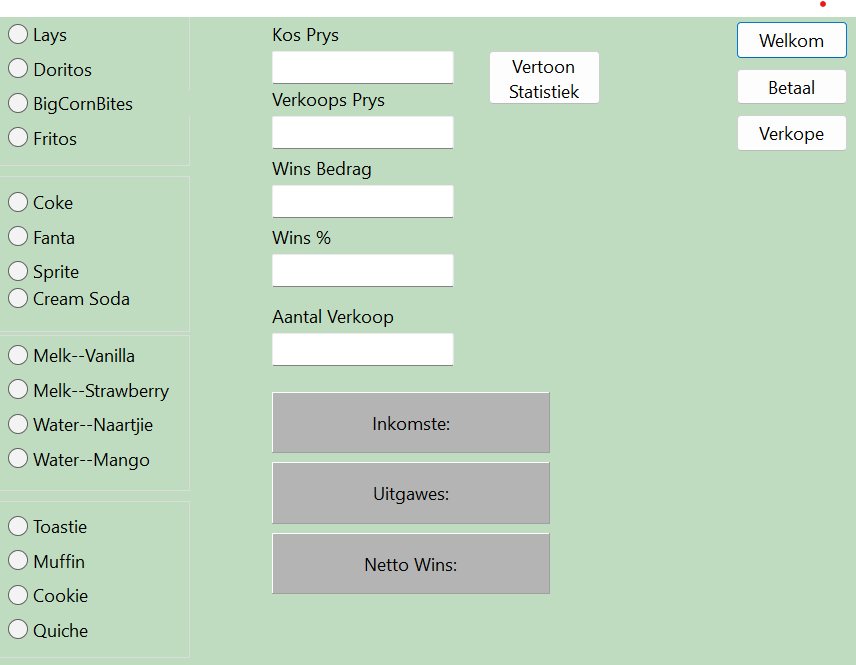 Lays
Doritos
BigCornBites
Fritos
Coke
Fanta
Sprite
Cream Soda
Melk--Vanilla
Melk--Strawberry
Water--Naartjie
Water--Mango
Toastie
Muffin
Cookie
Quiche
Kos Prys
Verkoops Prys
Wins Bedrag
Wins %
Aantal Verkoop
Inkomste:
Uitgawes:
Netto Wins:
Vertoon
Statistiek
Welkom
Betaal
Verkope